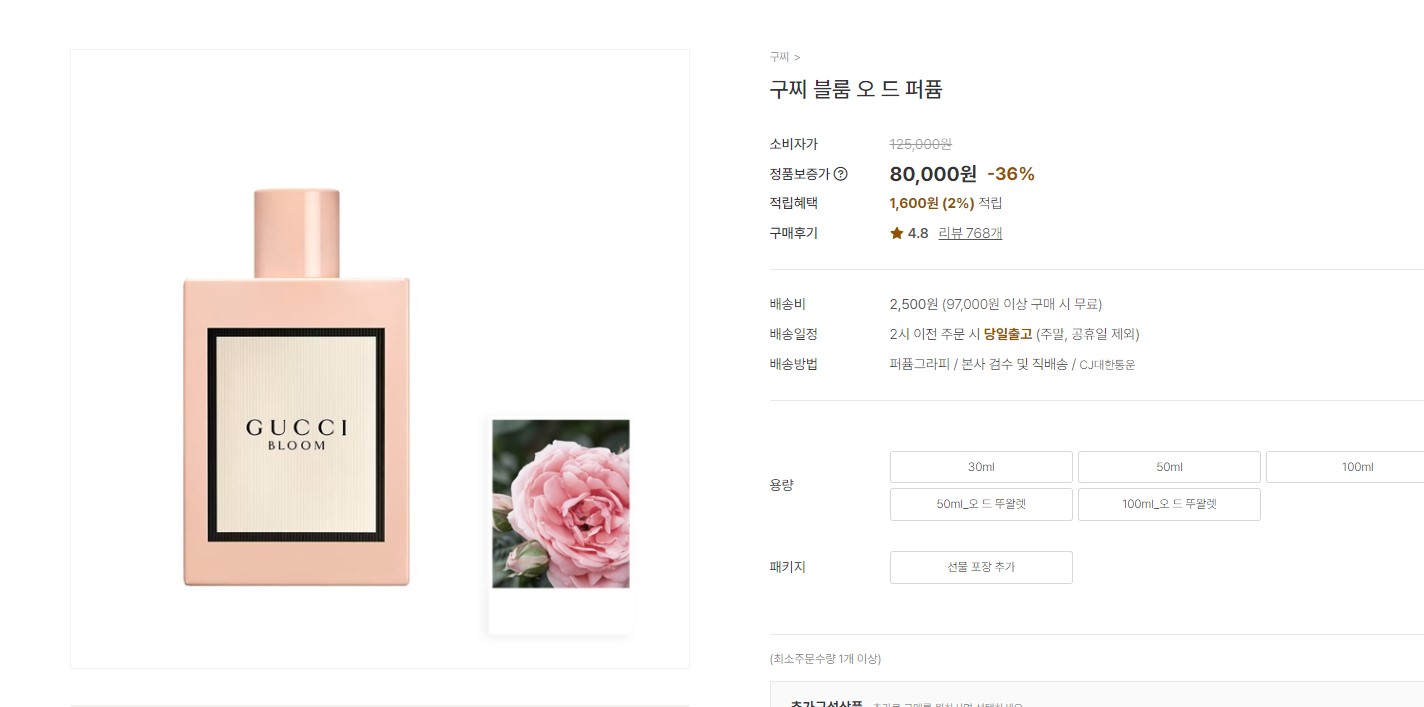 GUCCI
BLOOM
구찌 >
구찌 블룸 오 드 퍼퓸
소비자가 125,000원
정품보증가 ? 80,000원 -36%
적립혜택 1,600원 (2%) 적립
구매후기 ★ 4.8 리뷰 768개
배송비 2,500원 (97,000원 이상 구매 시 무료)
배송일정 2시 이전 주문 시 당일출고 (주말, 공휴일 제외)
배송방법 퍼퓸그라피 / 본사 검수 및 직배송 / CJ대한통운
용량
30ml 50ml 100ml
50ml_오 드 뚜왈렛 100ml_오 드 뚜왈렛
패키지 선물 포장 추가
(최소주문수량 1개 이상)
추가구성상품